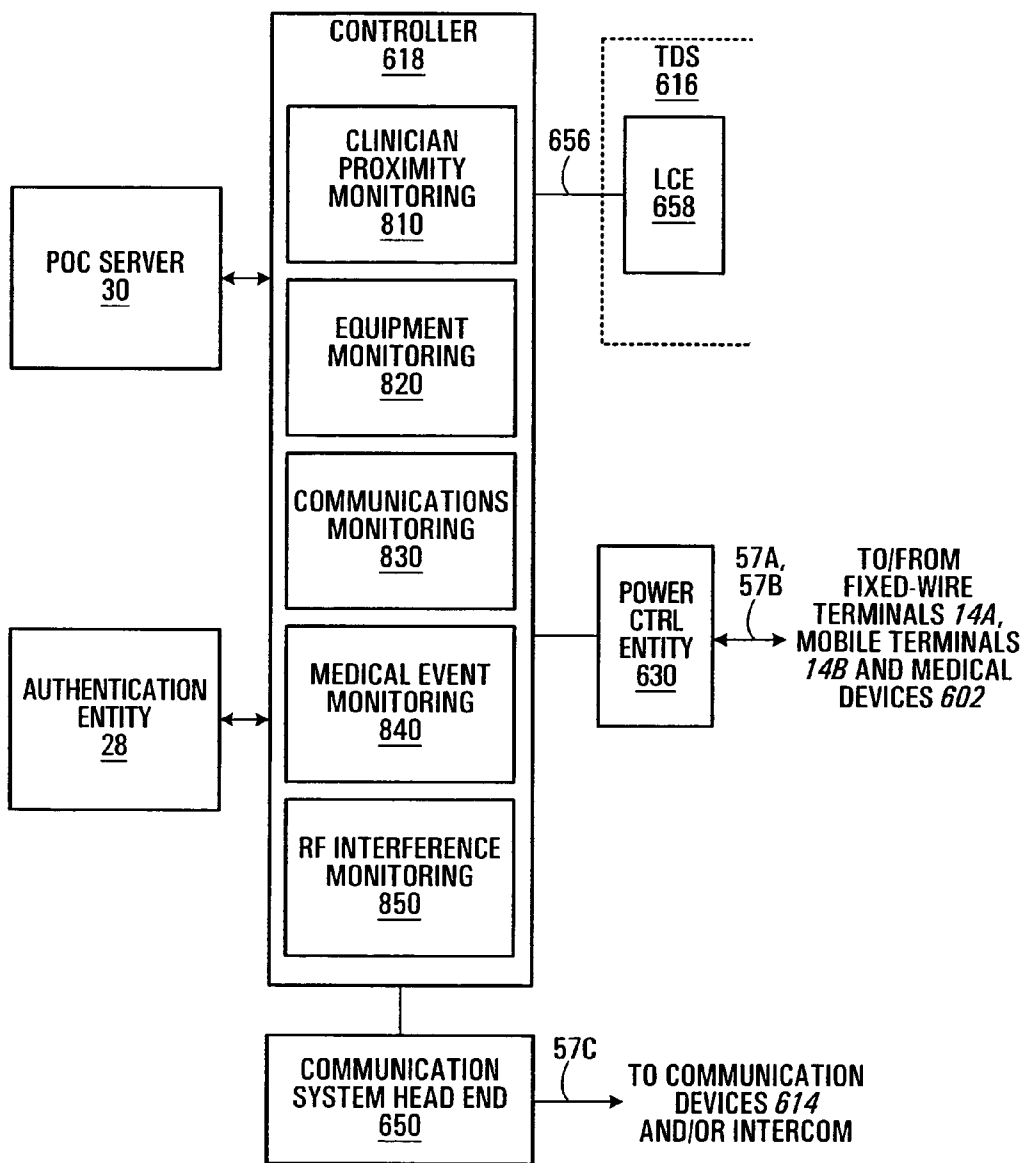 CONTROLLER
618
CLINICIAN
PROXIMITY
MONITORING
810
EQUIPMENT
MONITORING
820
COMMUNICATIONS
MONITORING
830
MEDICAL EVENT
MONITORING
840
RF INTERFERENCE
MONITORING
850
POC SERVER
30
AUTHENTICATION
ENTITY
28
656
TDS
616
LCE
658
POWER
CTRL
ENTITY
630
57A,
57B
TO/FROM
FIXED-WIRE
TERMINALS 14A,
MOBILE TERMINALS
14B AND MEDICAL
DEVICES 602
COMMUNICATION
SYSTEM HEAD END
650
57C
TO COMMUNICATION
DEVICES 614
AND/OR INTERCOM